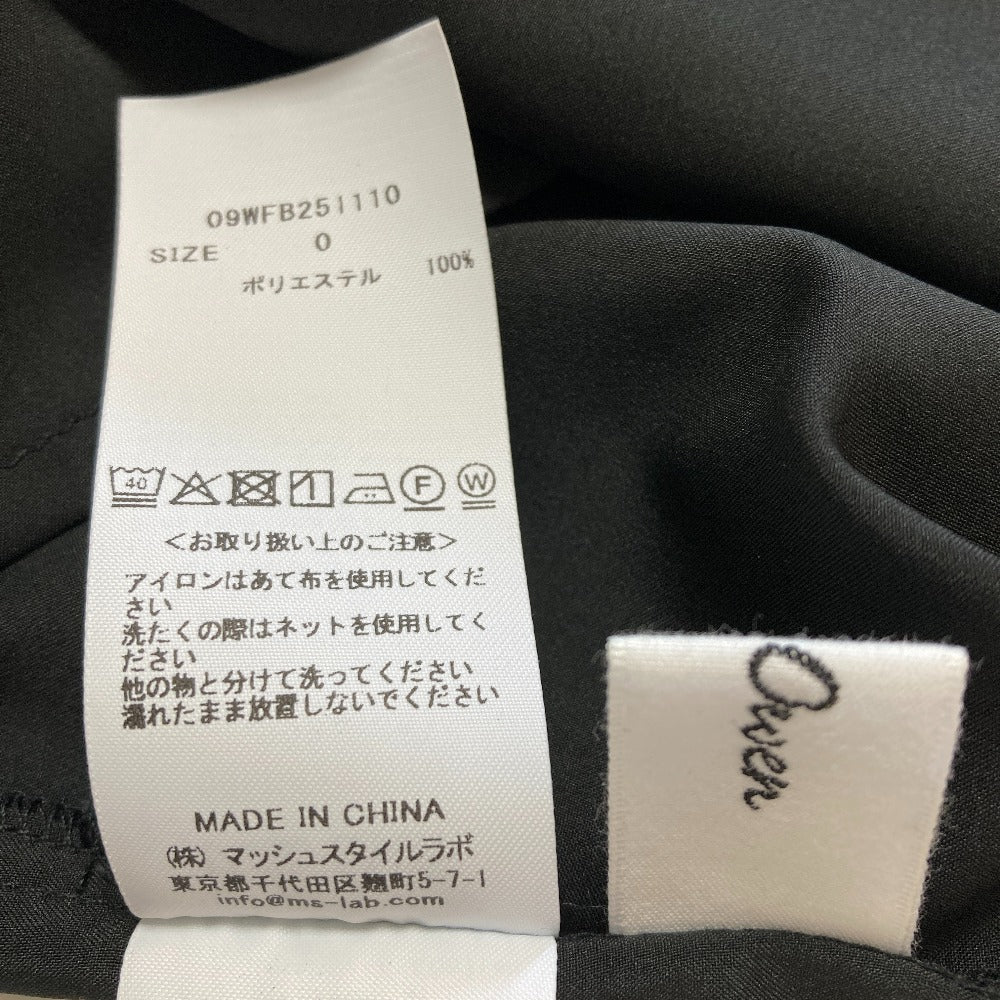 09WFB251110
SIZE 0
ポリエステル 100%
40 F W
<お取り扱い上のご注意>
アイロンはあて布を使用してくだ
さい
洗たくの際はネットを使用してく
ださい
他の物と分けて洗ってください
濡れたまま放置しないでください
MADE IN CHINA
(株) マッシュスタイルラボ
東京都千代田区麹町5-7-1
info@ms-lab.com
Owen